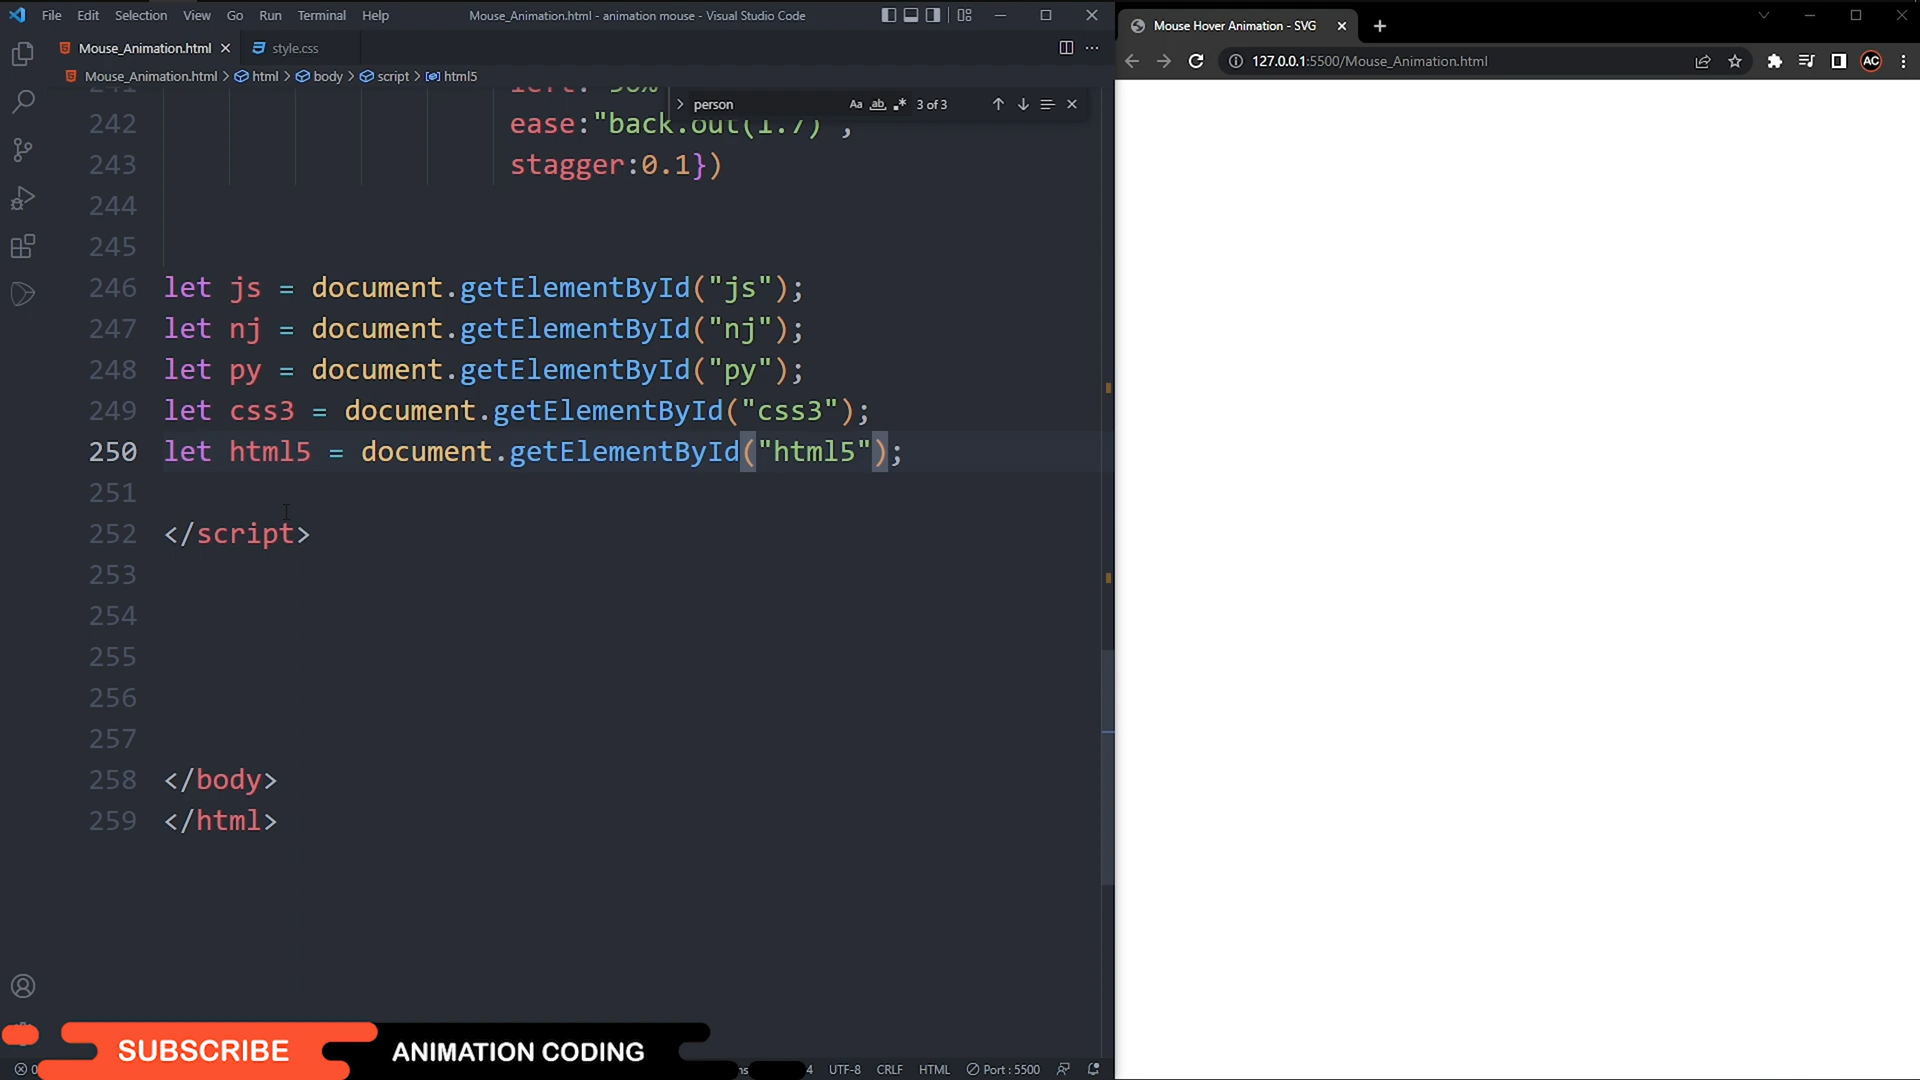 File Edit Selection View Go Run Terminal Help Mouse_Animation.html - animation mouse - Visual Studio Code
Mouse_Animation.html style.css
Mouse_Animation.html > html > body > script > html5
person Aa ab 3 of 3
242 ease:"back.out(1.7)",
243 stagger:0.1})
244
245
246 let js = document.getElementById("js");
247 let nj = document.getElementById("nj");
248 let py = document.getElementById("py");
249 let css3 = document.getElementById("css3");
250 let html5 = document.getElementById("html5");
251
252 </script>
253
254
255
256
257
258 </body>
259 </html>
SUBSCRIBE ANIMATION CODING
UTF-8 CRLF HTML Port : 5500
Mouse Hover Animation - SVG
127.0.0.1:5500/Mouse_Animation.html
AC